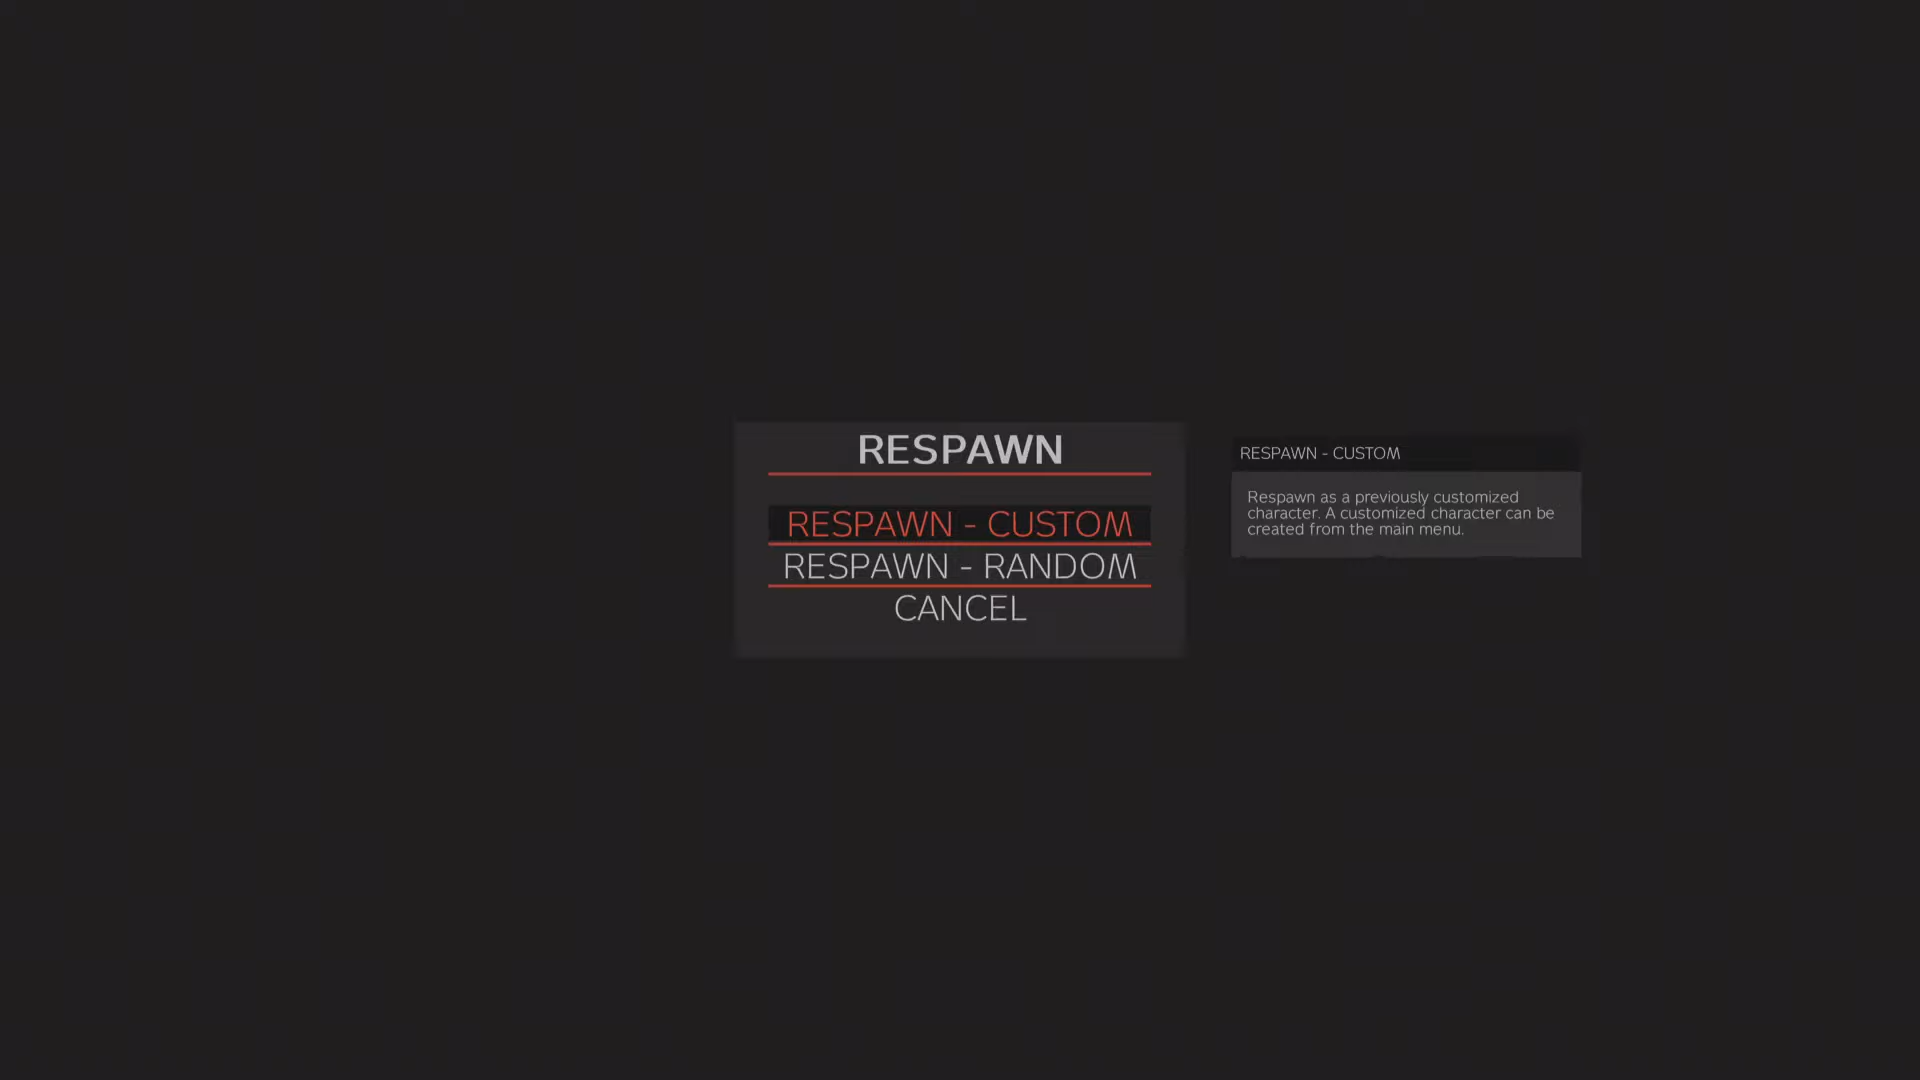 RESPAWN
RESPAWN - CUSTOM
RESPAWN - RANDOM
CANCEL
RESPAWN - CUSTOM
Respawn as a previously customized
character. A customized character can be
created from the main menu.